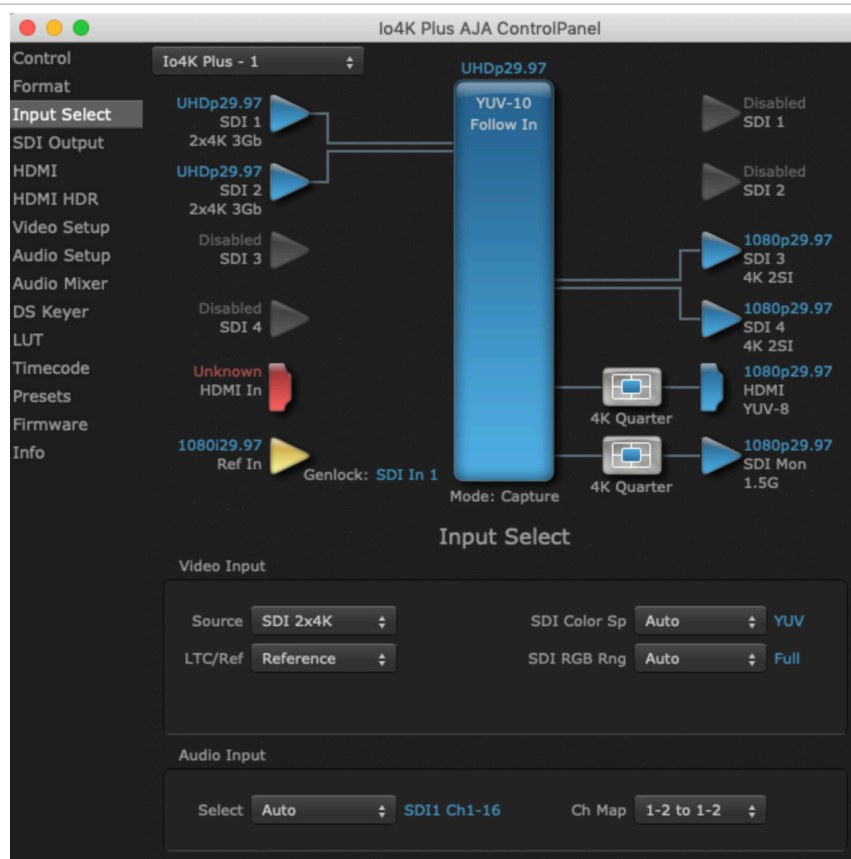 Io4K Plus AJA ControlPanel
Control
Format
Input Select
SDI Output
HDMI
HDMI HDR
Video Setup
Audio Setup
Audio Mixer
DS Keyer
LUT
Timecode
Presets
Firmware
Info
Io4K Plus - 1
UHDp29.97
SDI 1
2x4K 3Gb
UHDp29.97
SDI 2
2x4K 3Gb
Disabled
SDI 3
Disabled
SDI 4
Unknown
HDMI In
1080i29.97
Ref In
Genlock: SDI In 1
UHDp29.97
YUV-10
Follow In
Mode: Capture
Disabled
SDI 1
Disabled
SDI 2
1080p29.97
SDI 3
4K 2SI
1080p29.97
SDI 4
4K 2SI
4K Quarter
1080p29.97
HDMI
YUV-8
4K Quarter
1080p29.97
SDI Mon
1.5G
Input Select
Video Input
Source SDI 2x4K SDI Color Sp Auto YUV
LTC/Ref Reference SDI RGB Rng Auto Full
Audio Input
Select Auto SDI1 Ch1-16 Ch Map 1-2 to 1-2